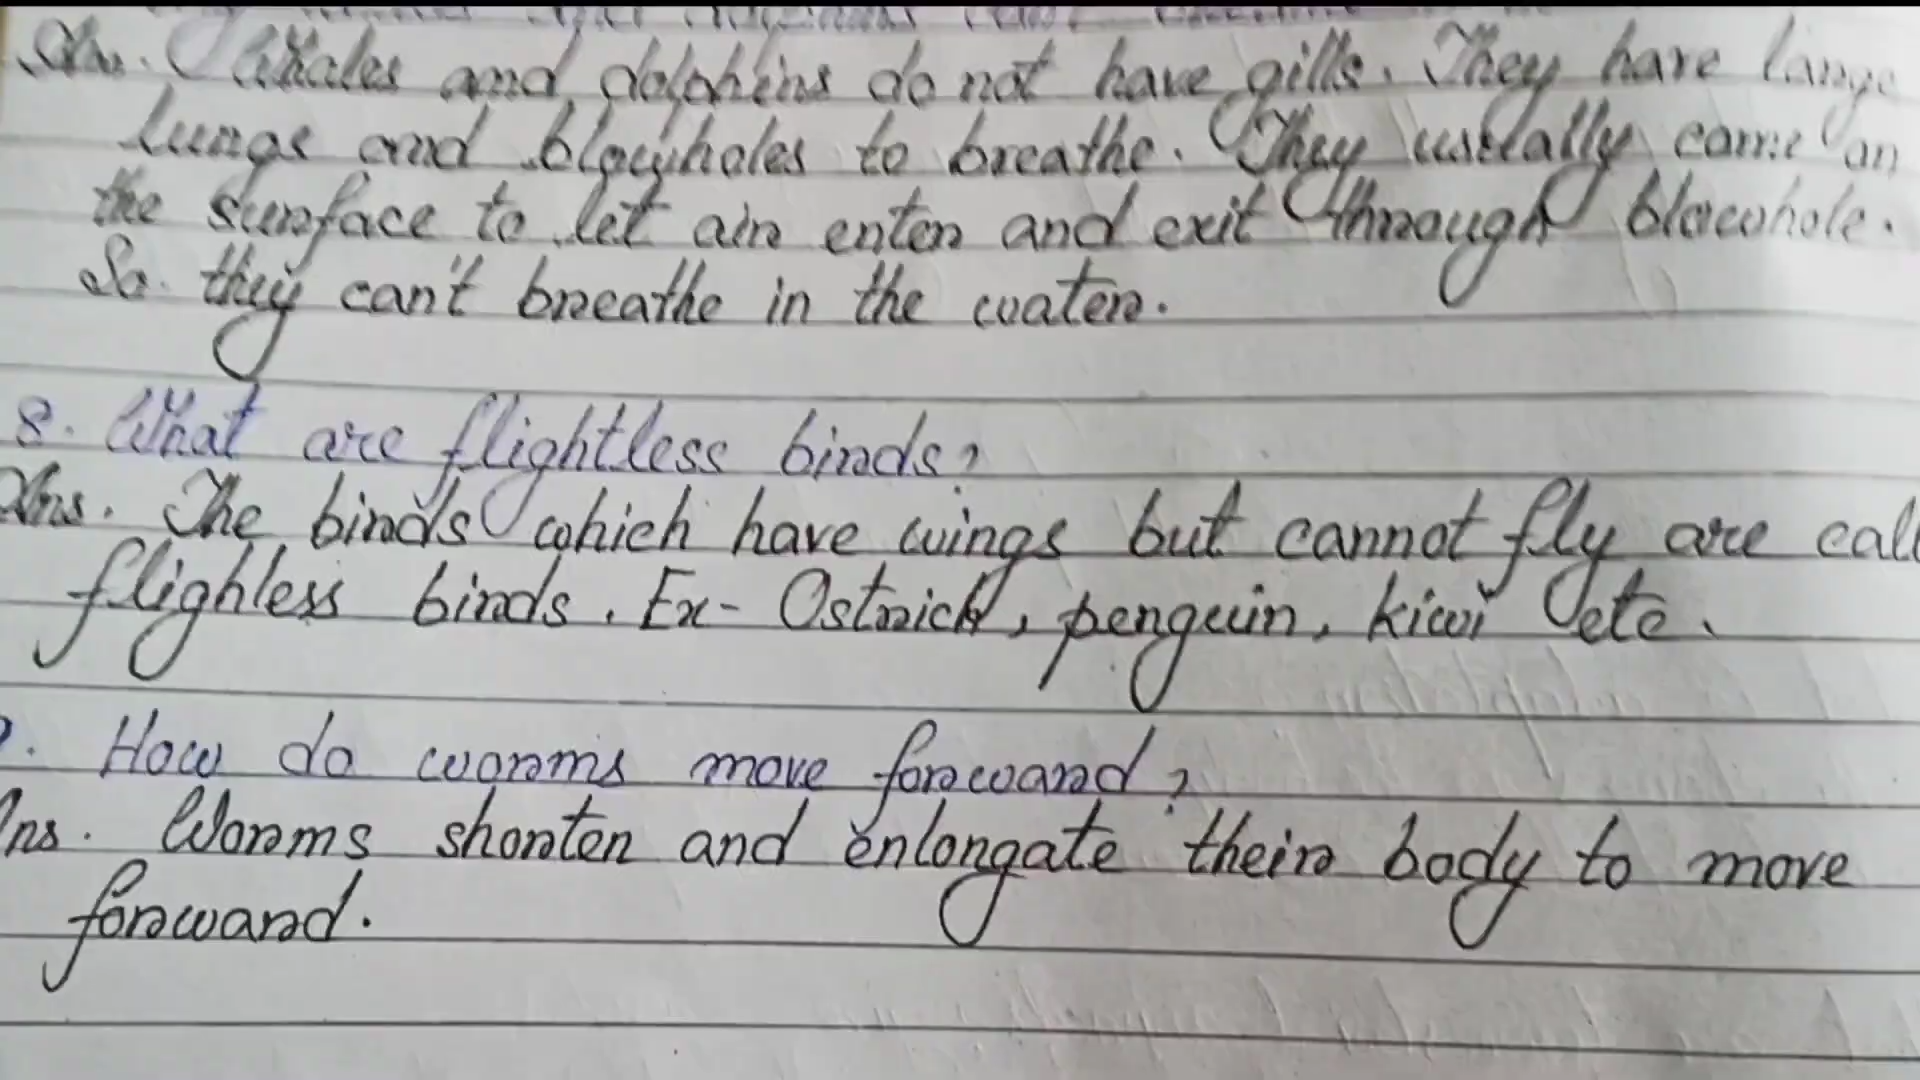 Ans. Whales and dolphins do not have gills. They have large
lungs and blowholes to breathe. They usually come on
the surface to let air enter and exit through blowhole.
So they can't breathe in the water.
8. What are flightless birds?
Ans. The birds which have wings but cannot fly are call
flighless birds. Ex- Ostrich, penguin, kiwi etc.
How do worms move forward?
Ans. Worms shorten and enlongate their body to move
forward.